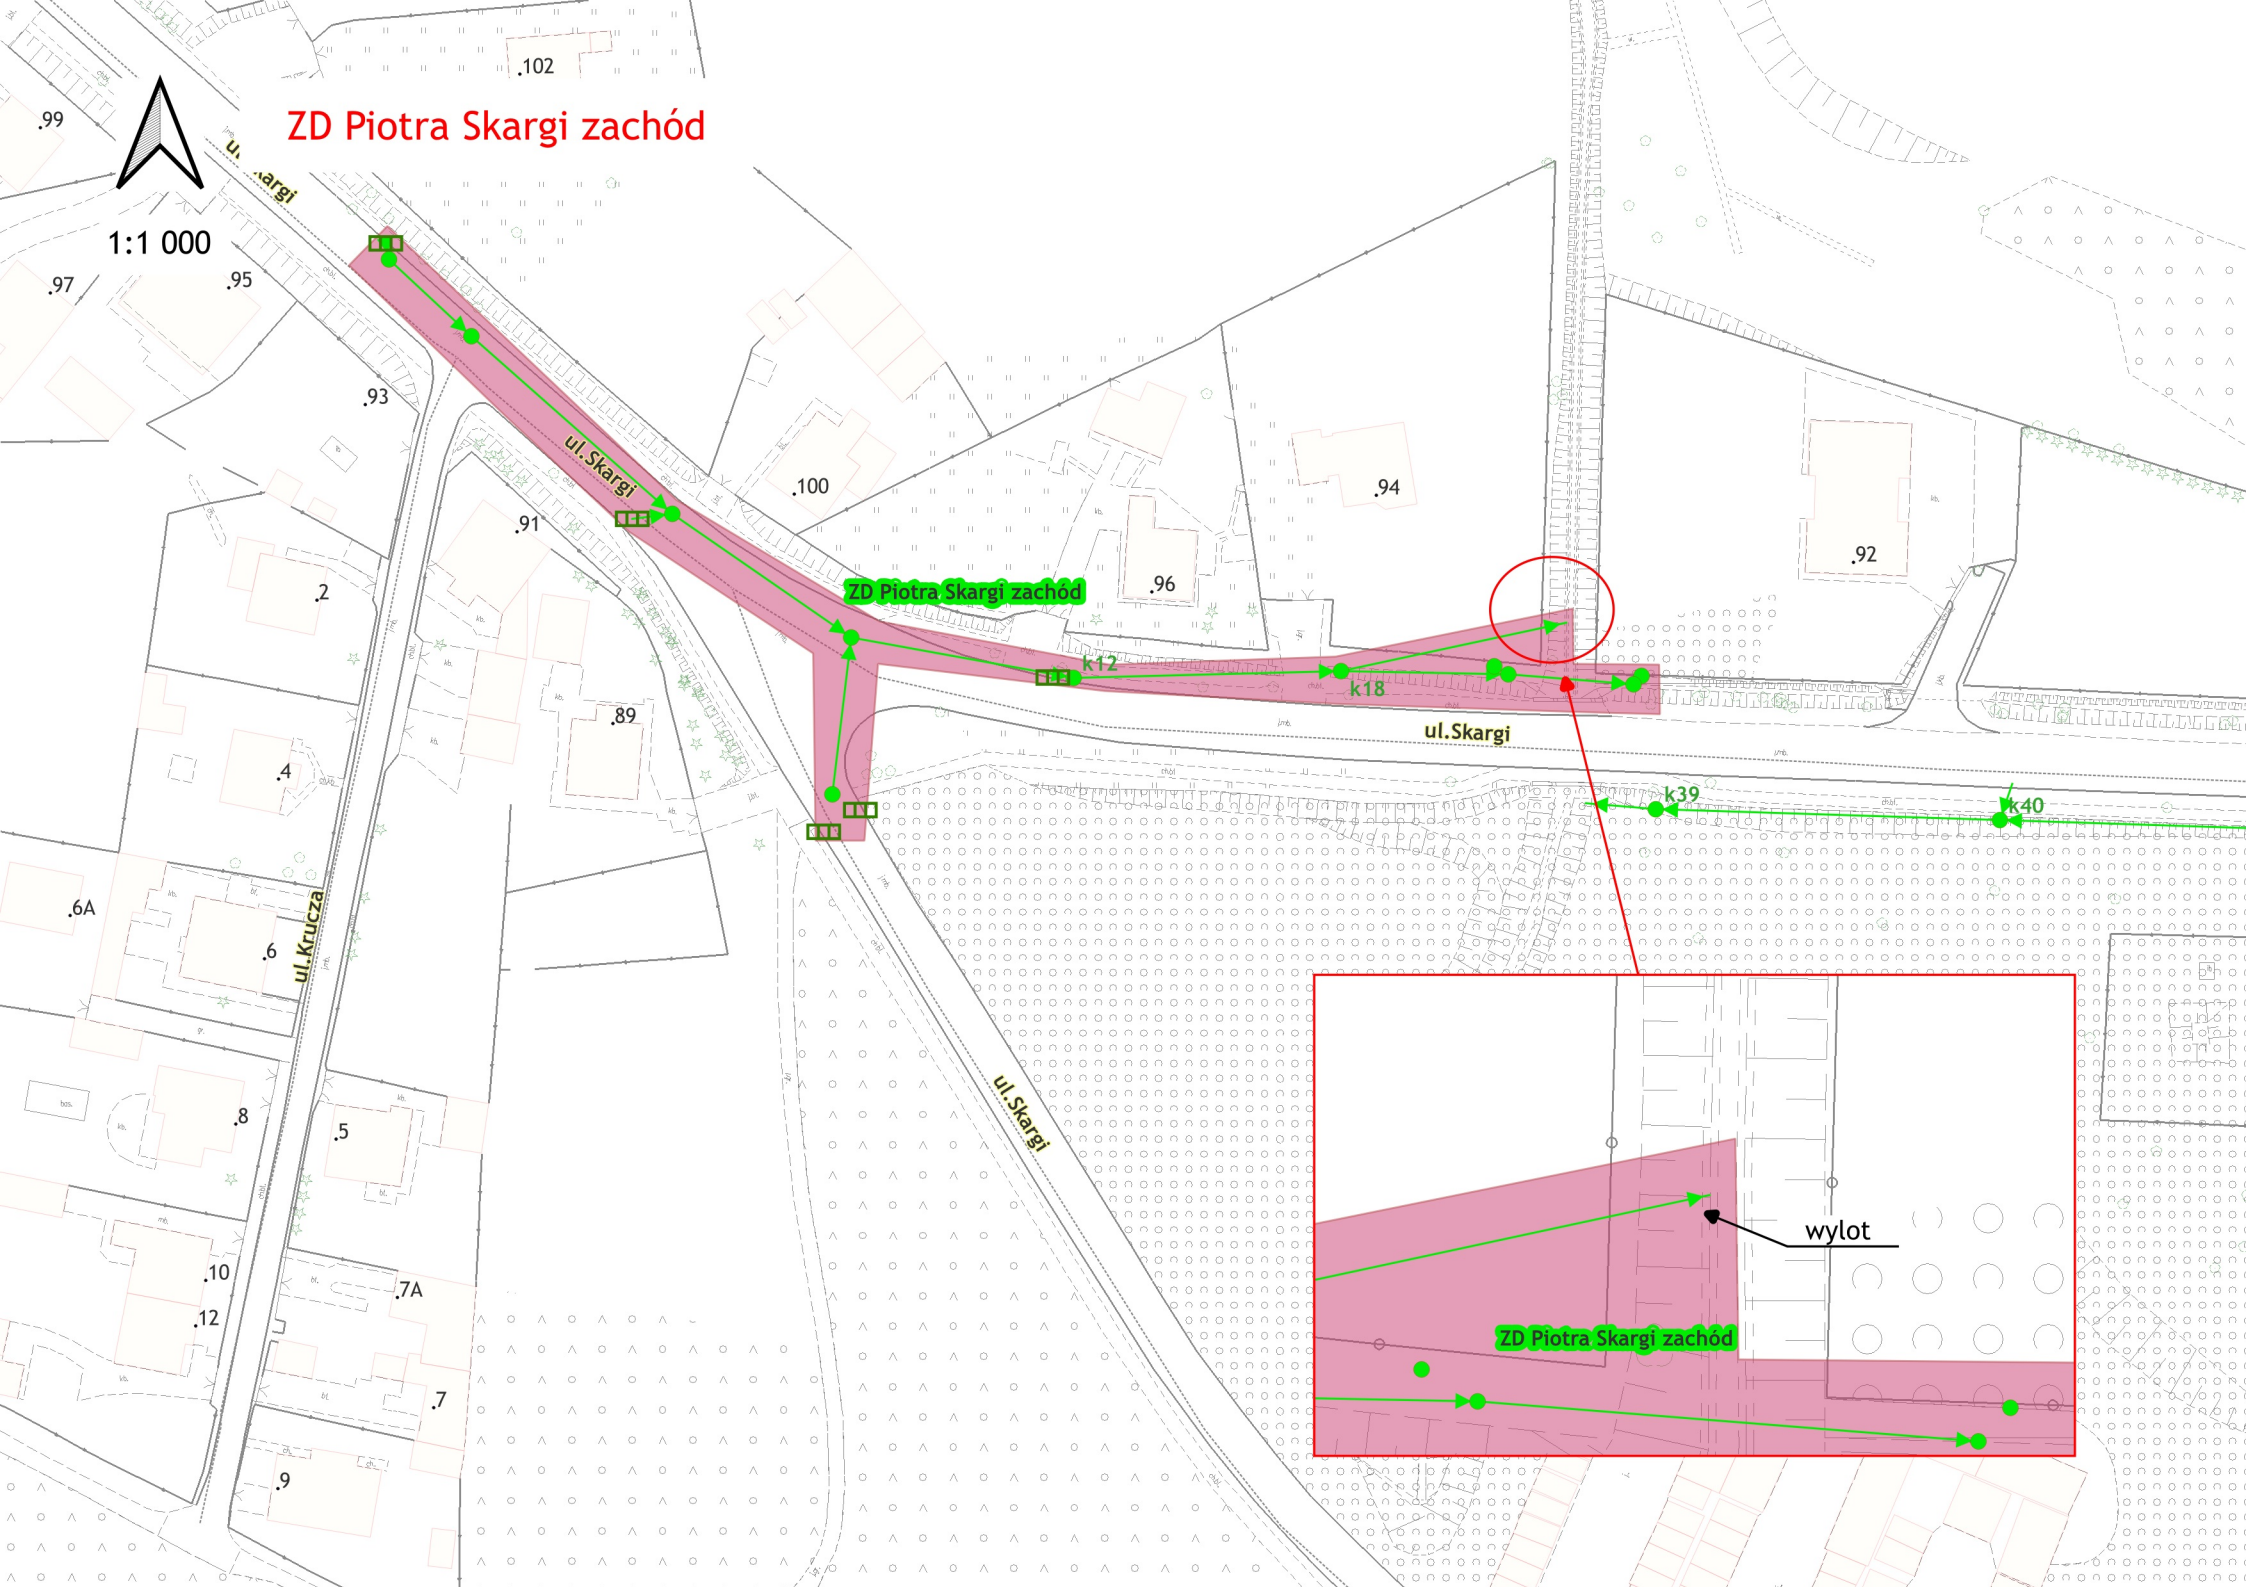 .102
.99
ZD Piotra Skargi zachód
ul.
kargi
1:1 000
.97
.95
.93
ul.Skargi
.100
.94
.91
.92
.2
ZD Piotra Skargi zachód
.96
k12
k18
.89
ul.Skargi
.4
k39
k40
.6A
ul.Krucza
.6
ul.Skargi
.8
.5
wylot
.10
.7A
.12
ZD Piotra Skargi zachód
.7
.9